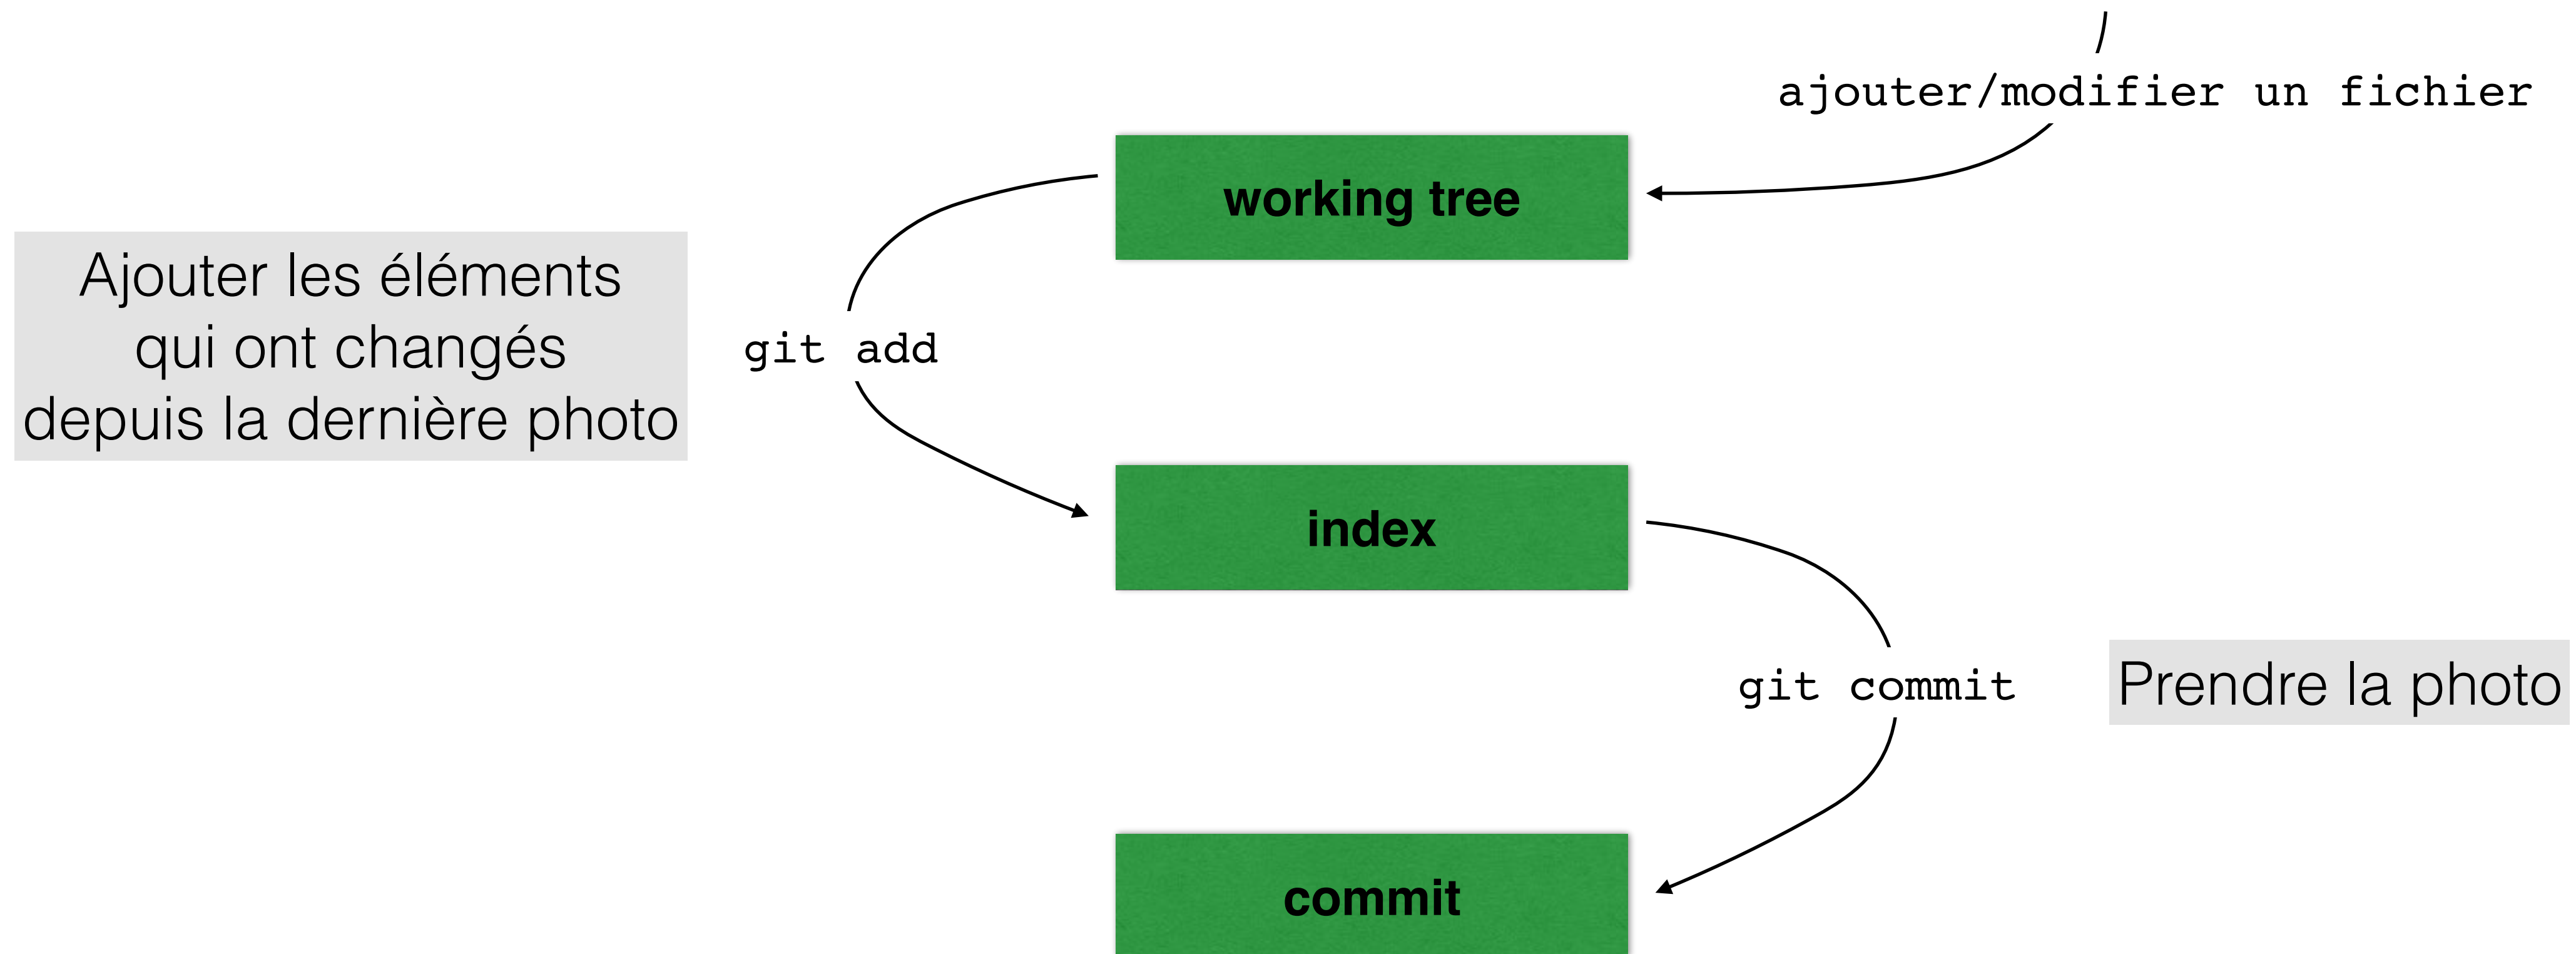 ajouter/modifier un fichier
working tree
Ajouter les éléments
qui ont changés
depuis la dernière photo
git add
index
git commit
Prendre la photo
commit